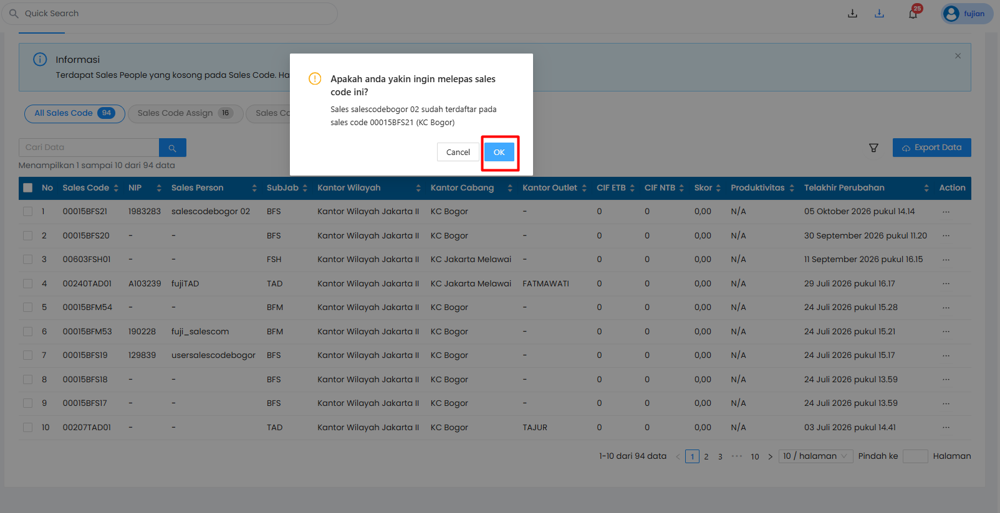 Quick Search
25
fujian
Informasi
Terdapat Sales People yang kosong pada Sales Code. Ha
Apakah anda yakin ingin melepas sales
code ini?
Sales salescodebogor 02 sudah terdaftar pada
sales code 00015BFS21 (KC Bogor)
Cancel OK
All Sales Code 94 Sales Code Assign 16 Sales Co
Cari Data
Export Data
Menampilkan 1 sampai 10 dari 94 data
No Sales Code NIP Sales Person SubJab Kantor Wilayah Kantor Cabang Kantor Outlet CIF ETB CIF NTB Skor Produktivitas Telakhir Perubahan Action
1 00015BFS21 1983283 salescodebogor 02 BFS Kantor Wilayah Jakarta II KC Bogor - 0 0 0,00 N/A 05 Oktober 2026 pukul 14.14 ...
2 00015BFS20 - - BFS Kantor Wilayah Jakarta II KC Bogor - 0 0 0,00 N/A 30 September 2026 pukul 11.20 ...
3 00603FSH01 - - FSH Kantor Wilayah Jakarta II KC Jakarta Melawai - 0 0 0,00 N/A 11 September 2026 pukul 16.15 ...
4 00240TAD01 A103239 fujiTAD TAD Kantor Wilayah Jakarta II KC Jakarta Melawai FATMAWATI 0 0 0,00 N/A 29 Juli 2026 pukul 16.17 ...
5 00015BFM54 - - BFM Kantor Wilayah Jakarta II KC Bogor - 0 0 0,00 N/A 24 Juli 2026 pukul 15.28 ...
6 00015BFM53 190228 fuji_salescom BFM Kantor Wilayah Jakarta II KC Bogor - 0 0 0,00 N/A 24 Juli 2026 pukul 15.21 ...
7 00015BFS19 129839 usersalescodebogor BFS Kantor Wilayah Jakarta II KC Bogor - 0 0 0,00 N/A 24 Juli 2026 pukul 15.17 ...
8 00015BFS18 - - BFS Kantor Wilayah Jakarta II KC Bogor - 0 0 0,00 N/A 24 Juli 2026 pukul 13.59 ...
9 00015BFS17 - - BFS Kantor Wilayah Jakarta II KC Bogor - 0 0 0,00 N/A 24 Juli 2026 pukul 13.59 ...
10 00207TAD01 - - TAD Kantor Wilayah Jakarta II KC Bogor TAJUR 0 0 0,00 N/A 03 Juli 2026 pukul 14.41 ...
1-10 dari 94 data < 1 2 3 ••• 10 > 10 / halaman Pindah ke Halaman